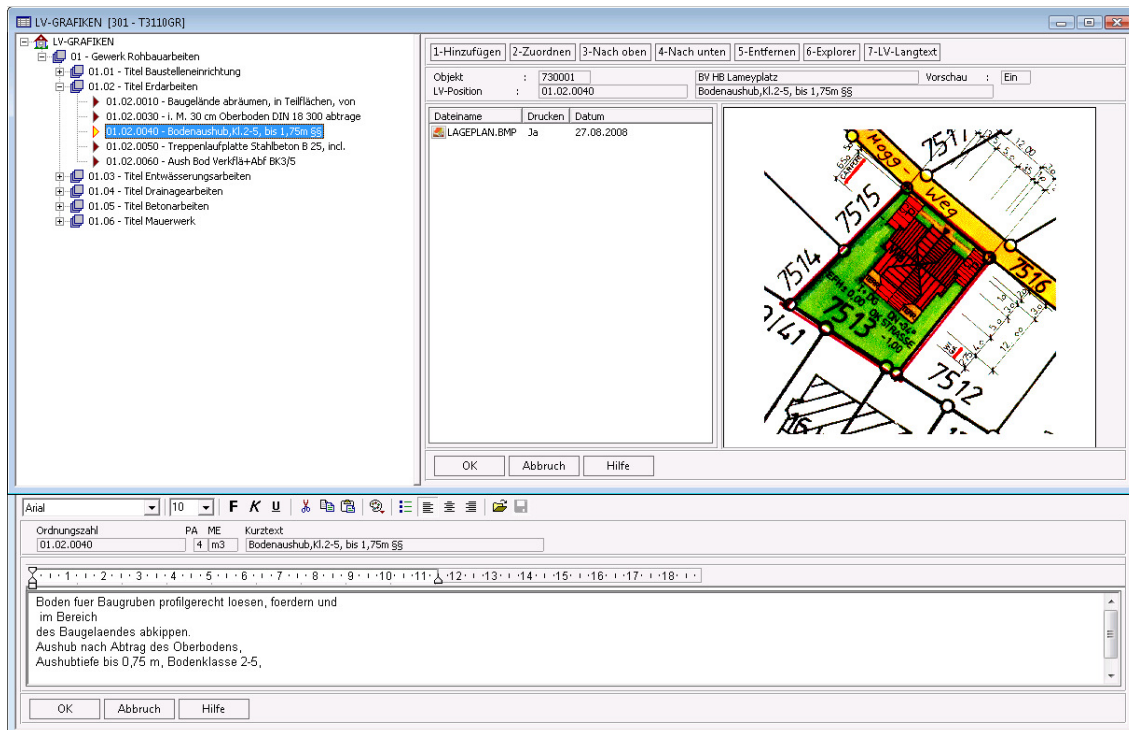 LV-GRAFIKEN [301 - T3110GR]
LV-GRAFIKEN
01 - Gewerk Rohbauarbeiten
01.01 - Titel Baustelleneinrichtung
01.02 - Titel Erdarbeiten
01.02.0010 - Baugelände abräumen, in Teilflächen, von
01.02.0030 - i. M. 30 cm Oberboden DIN 18 300 abtrage
01.02.0040 - Bodenaushub,Kl.2-5, bis 1,75m §§
01.02.0050 - Treppenlaufplatte Stahlbeton B 25, incl.
01.02.0060 - Aush Bod Verkflä+Abf BK3/5
01.03 - Titel Entwässerungsarbeiten
01.04 - Titel Drainagearbeiten
01.05 - Titel Betonarbeiten
01.06 - Titel Mauerwerk
1-Hinzufügen 2-Zuordnen 3-Nach oben 4-Nach unten 5-Entfernen 6-Explorer 7-LV-Langtext
Objekt : 730001 BV HB Lameyplatz Vorschau : Ein
LV-Position : 01.02.0040 Bodenaushub,Kl.2-5, bis 1,75m §§
Dateiname Drucken Datum
LAGEPLAN.BMP Ja 27.08.2008
7517
Hogg - Weg
7515
7516
7514
7513
OK STRASSE
-1,00
7512
OK Abbruch Hilfe
Arial 10 F K U
Ordnungszahl PA ME Kurztext
01.02.0040 4 m3 Bodenaushub,Kl.2-5, bis 1,75m §§
1 2 3 4 5 6 7 8 9 10 11 12 13 14 15 16 17 18
Boden fuer Baugruben profilgerecht loesen, foerdern und
im Bereich
des Baugelaendes abkippen.
Aushub nach Abtrag des Oberbodens,
Aushubtiefe bis 0,75 m, Bodenklasse 2-5,
OK Abbruch Hilfe